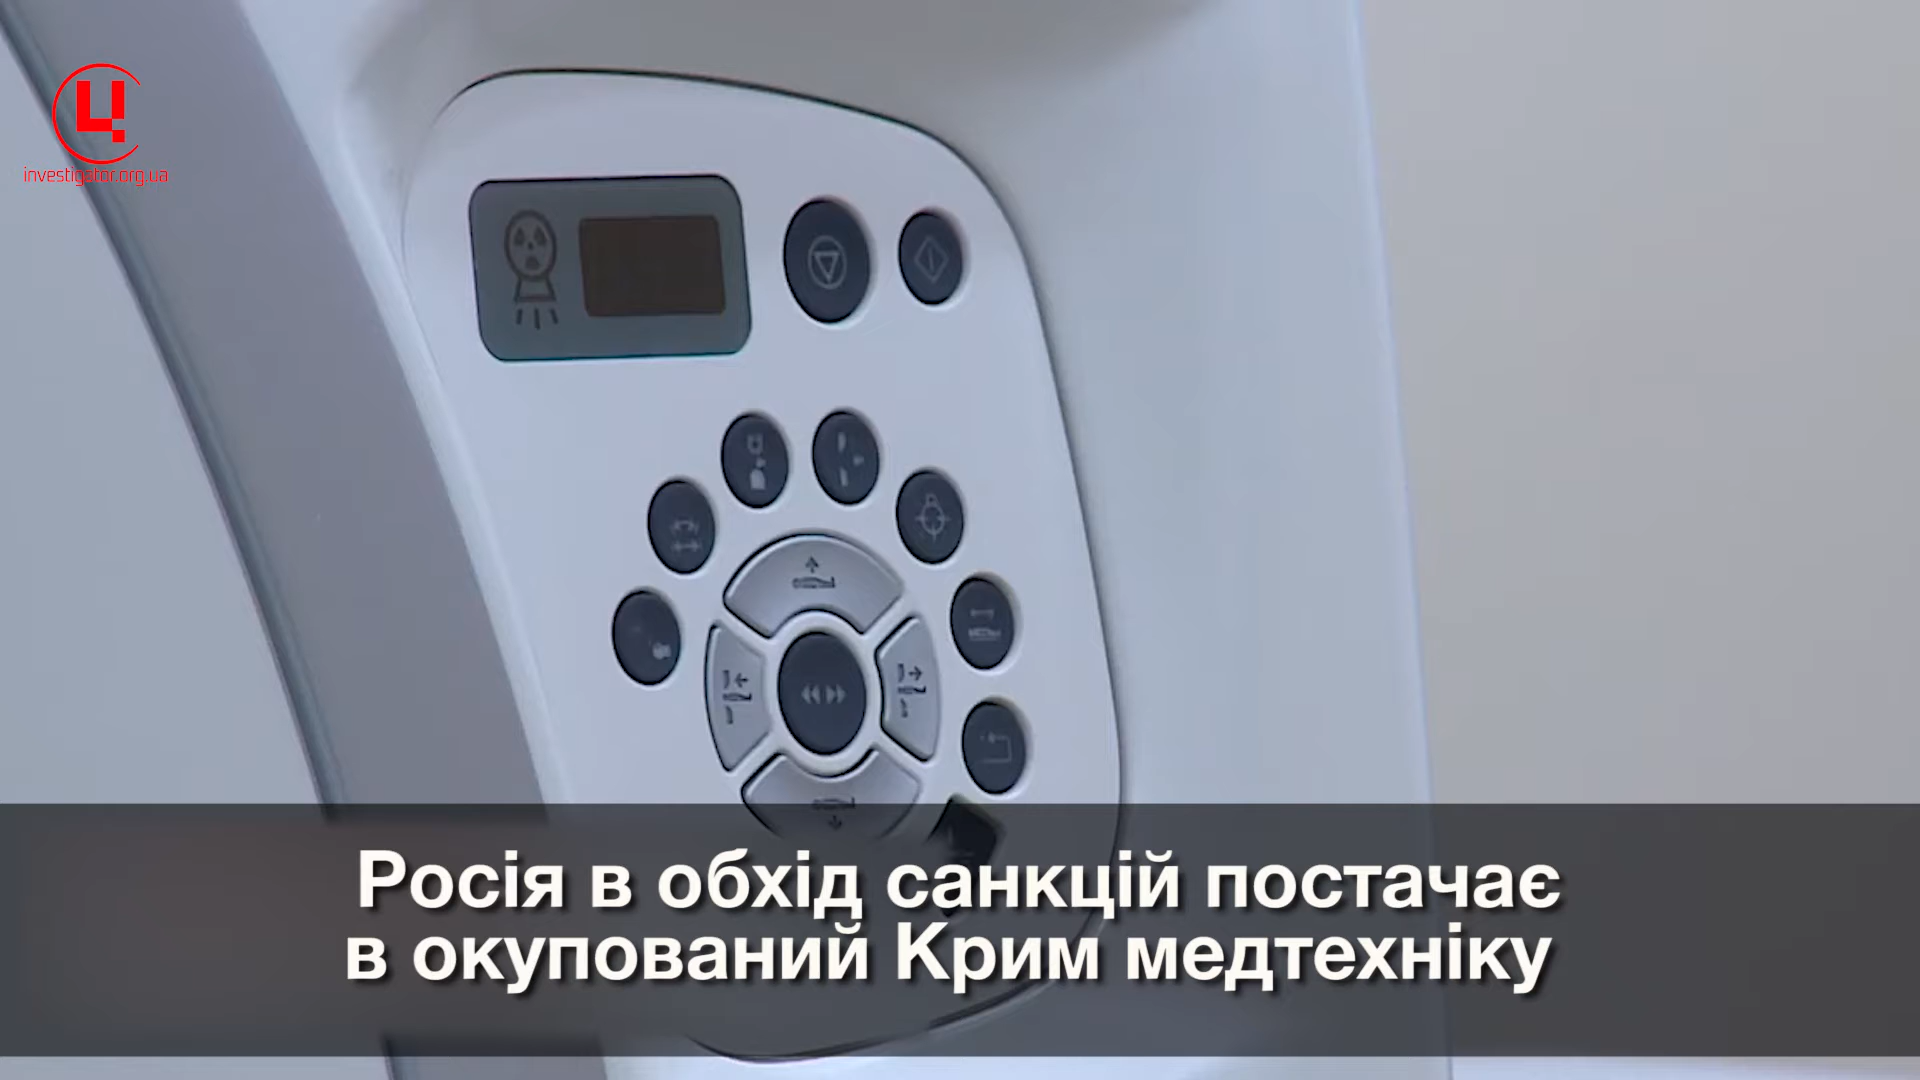 Ц
investigator.org.ua
Росія в обхід санкцій постачає
в окупований Крим медтехніку